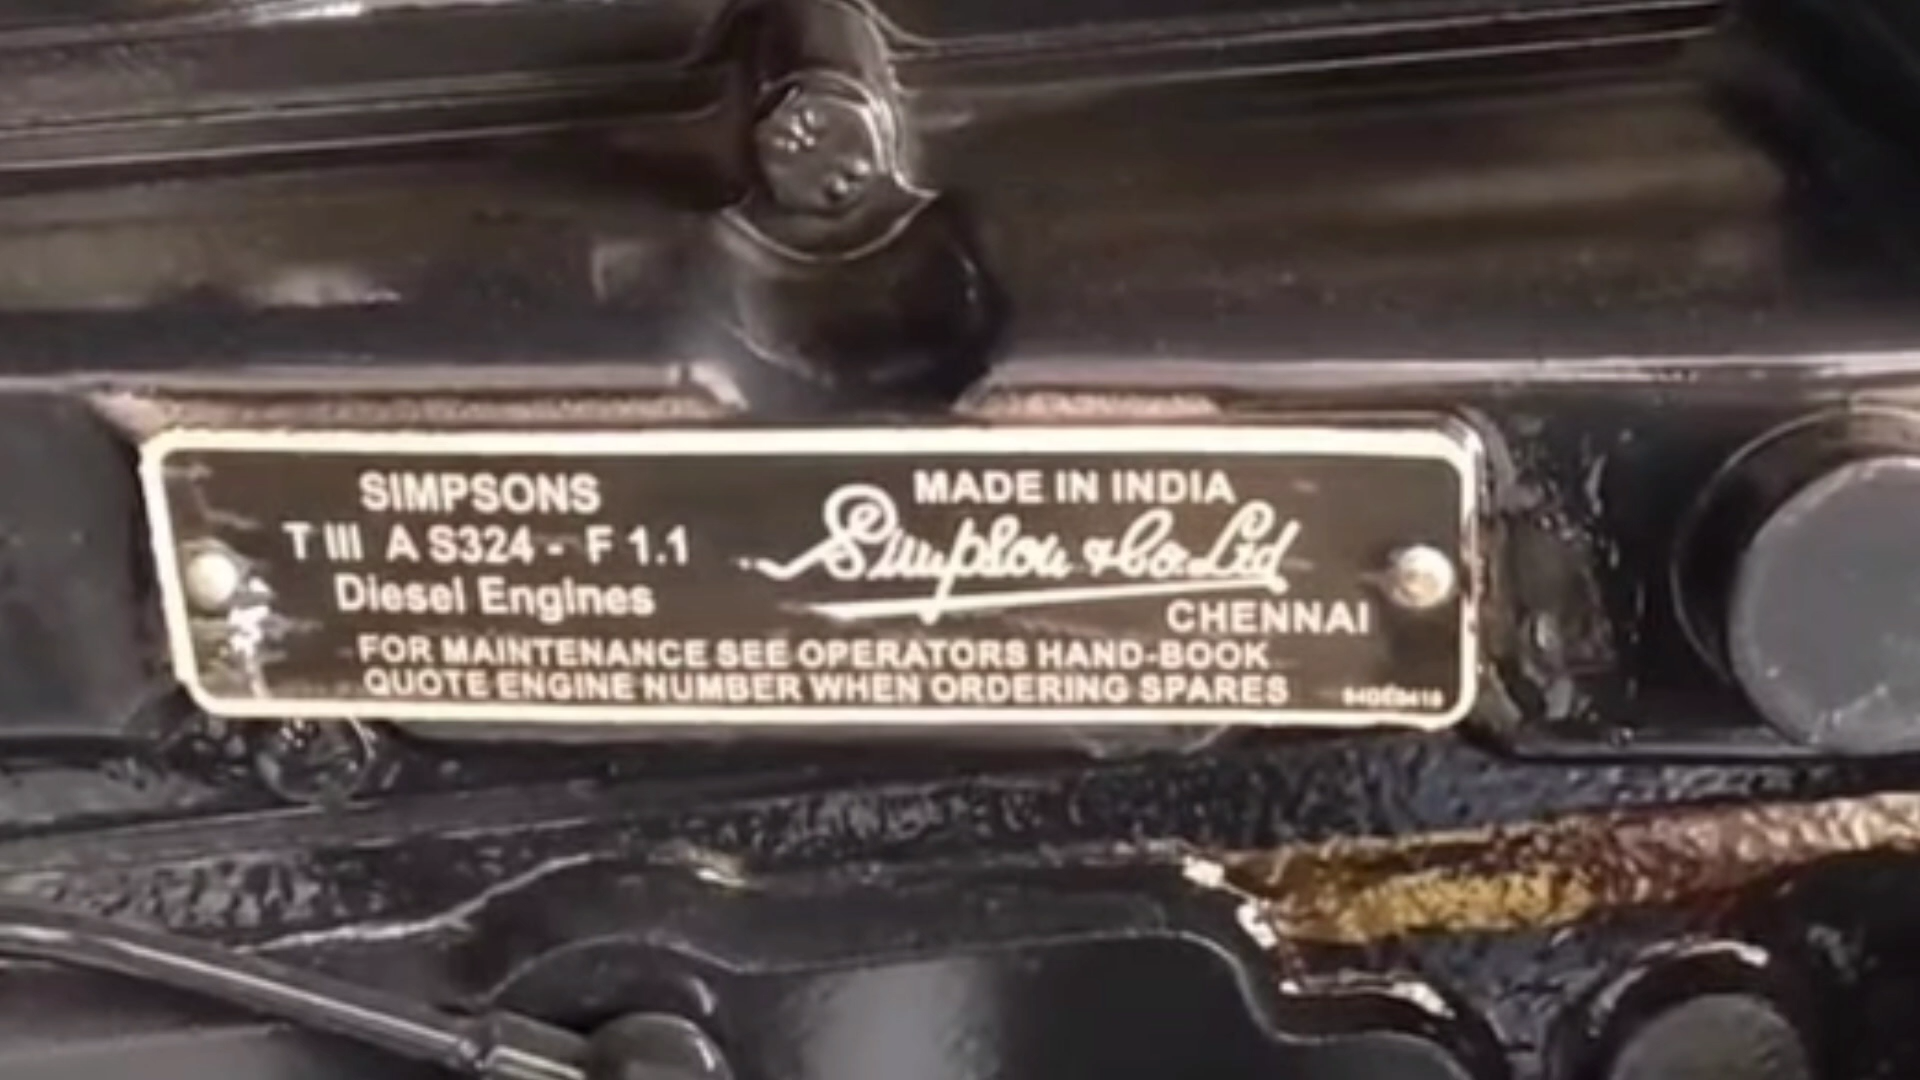 SIMPSONS
T III A S324 - F 1.1
Diesel Engines
MADE IN INDIA
Simpson & Co. Ltd
CHENNAI
FOR MAINTENANCE SEE OPERATORS HAND-BOOK
QUOTE ENGINE NUMBER WHEN ORDERING SPARES